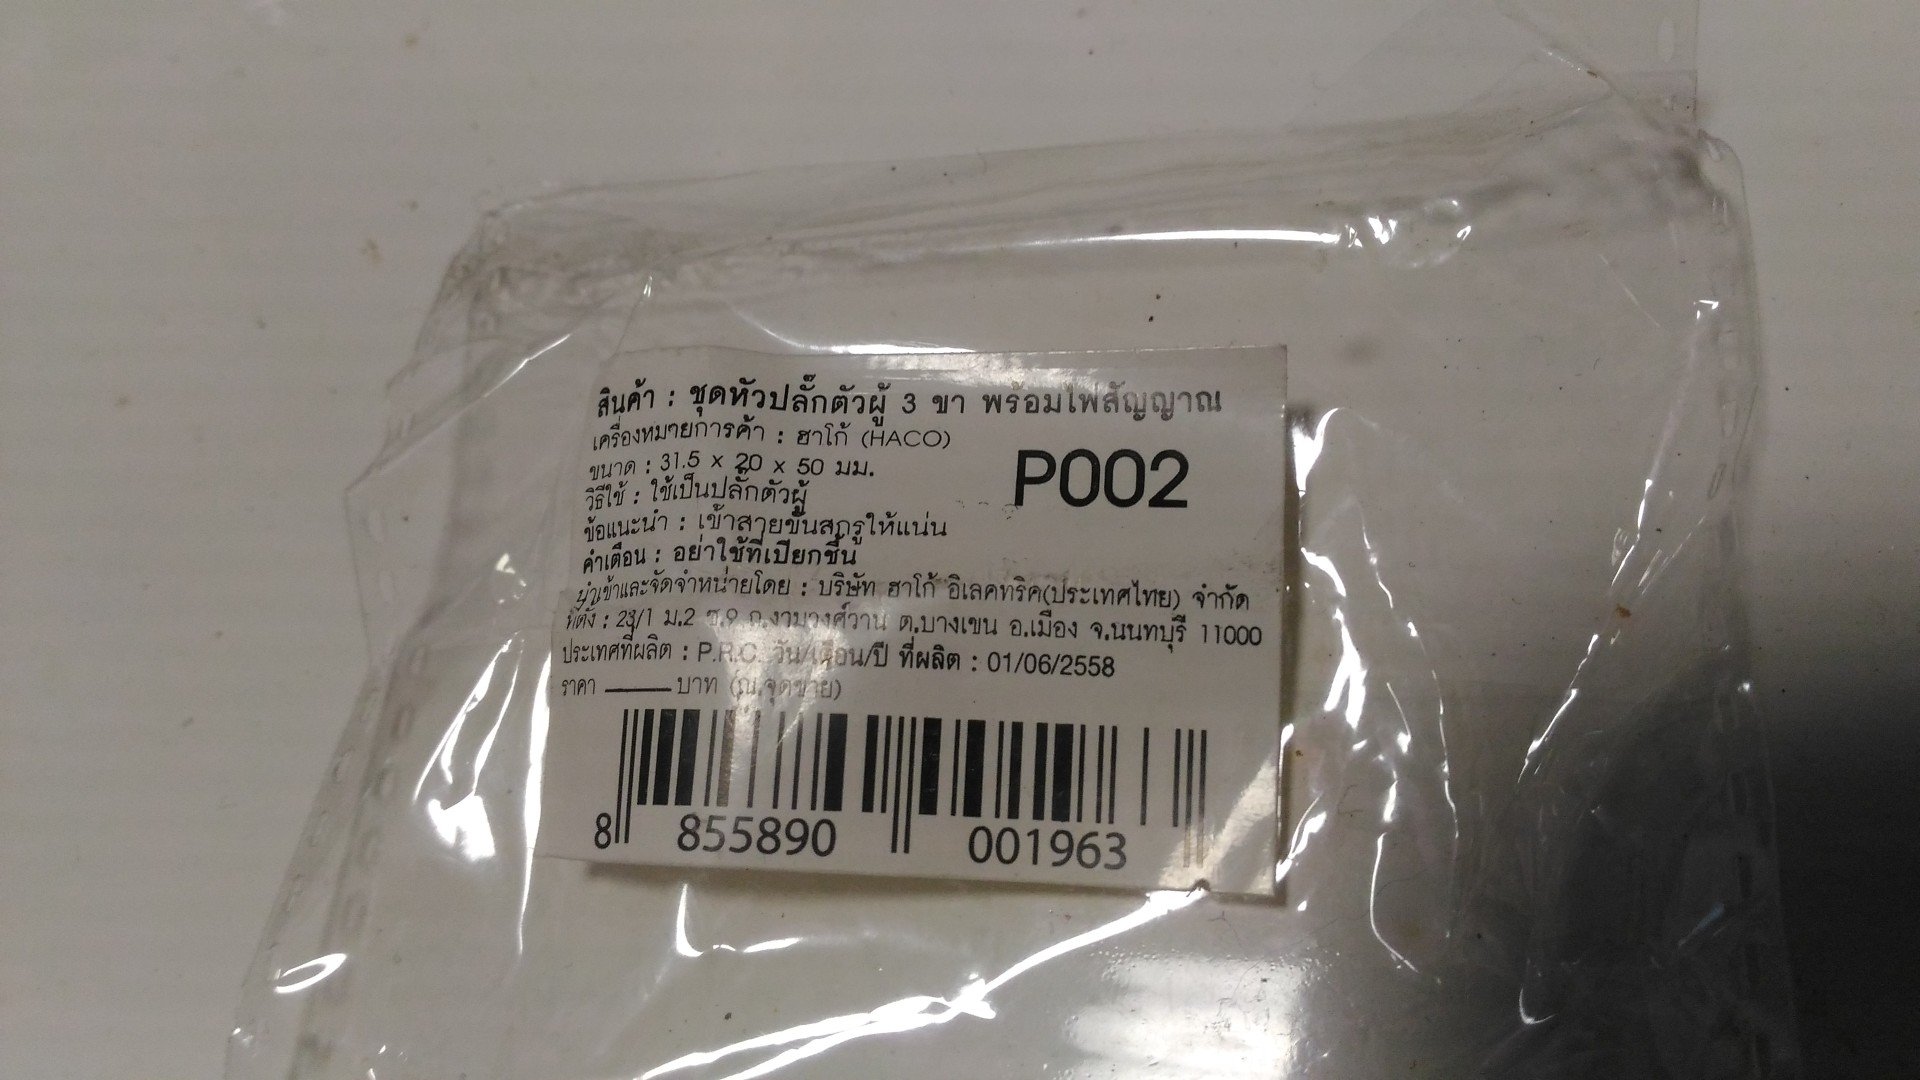 สินค้า : ชุดหัวปลั๊กตัวผู้ 3 ขา พร้อมไฟสัญญาณ
เครื่องหมายการค้า : ฮาโก้ (HACO)
ขนาด : 31.5 x 20 x 50 มม.
P002
วิธีใช้ : ใช้เป็นปลั๊กตัวผู้
ข้อแนะนำ : เข้าสายขันสกรูให้แน่น
คำเตือน : อย่าใช้ที่เปียกชื้น
นำเข้าและจัดจำหน่ายโดย : บริษัท ฮาโก้ อิเลคทริค(ประเทศไทย) จำกัด
ที่ตั้ง : 23/1 ม.2 ซ.9 ถ.งามวงศ์วาน ต.บางเขน อ.เมือง จ.นนทบุรี 11000
ประเทศที่ผลิต : P.R.C. วัน/เดือน/ปี ที่ผลิต : 01/06/2558
ราคา ——— บาท (ณ.จุดขาย)
8 855890 001963